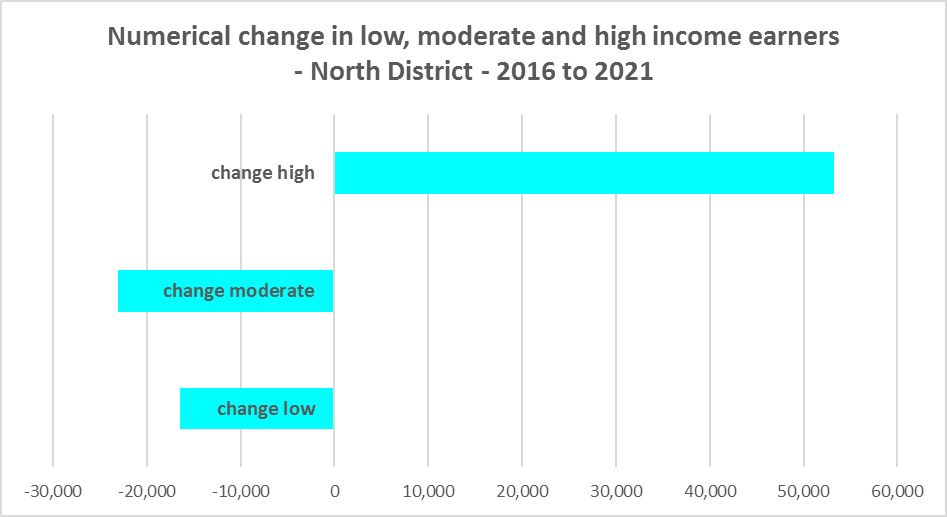 Numerical change in low, moderate and high income earners
- North District - 2016 to 2021
change high
change moderate
change low
-30,000 -20,000 -10,000 0 10,000 20,000 30,000 40,000 50,000 60,000